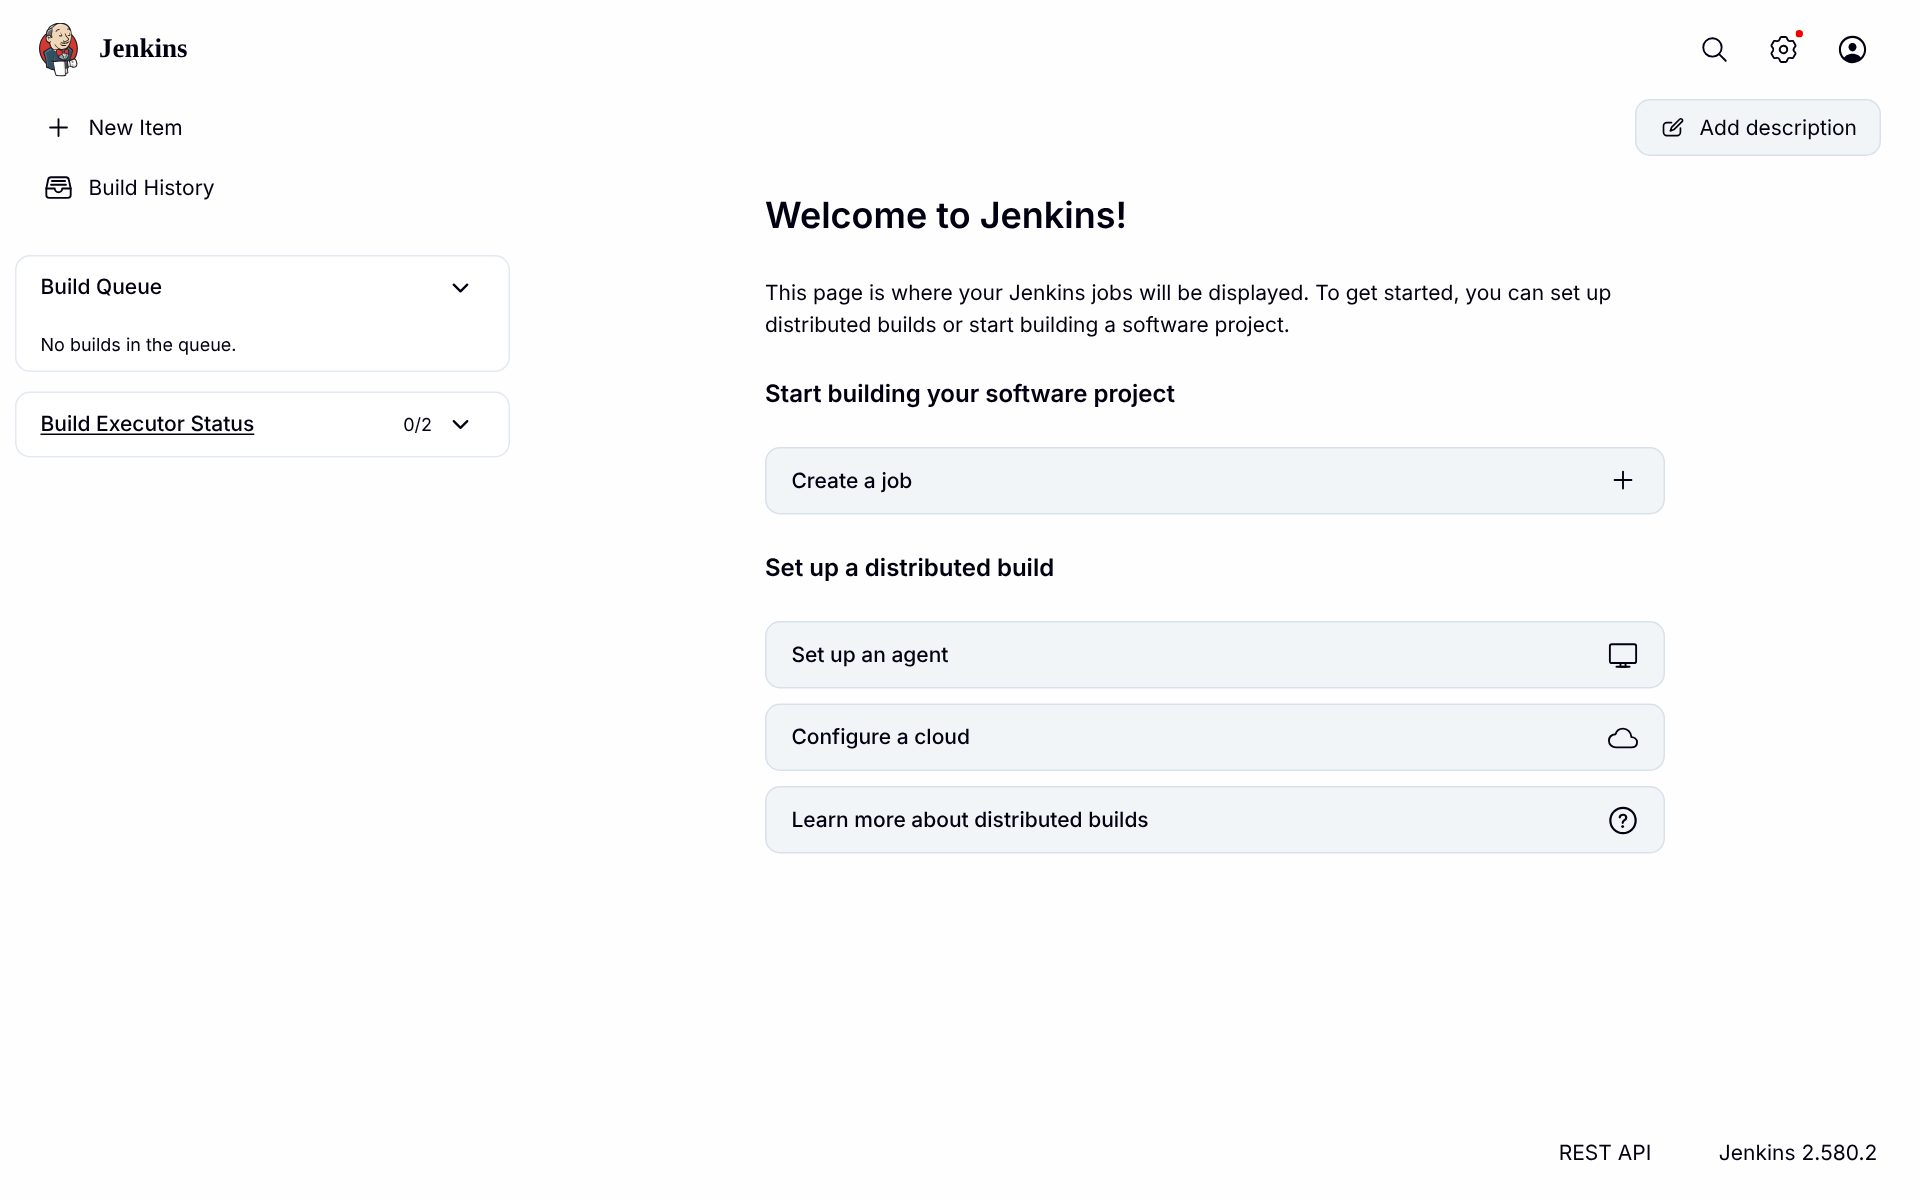 Jenkins
New Item
Add description
Build History
Build Queue
No builds in the queue.
Build Executor Status 0/2
Welcome to Jenkins!
This page is where your Jenkins jobs will be displayed. To get started, you can set up
distributed builds or start building a software project.
Start building your software project
Create a job
Set up a distributed build
Set up an agent
Configure a cloud
Learn more about distributed builds
REST API
Jenkins 2.580.2